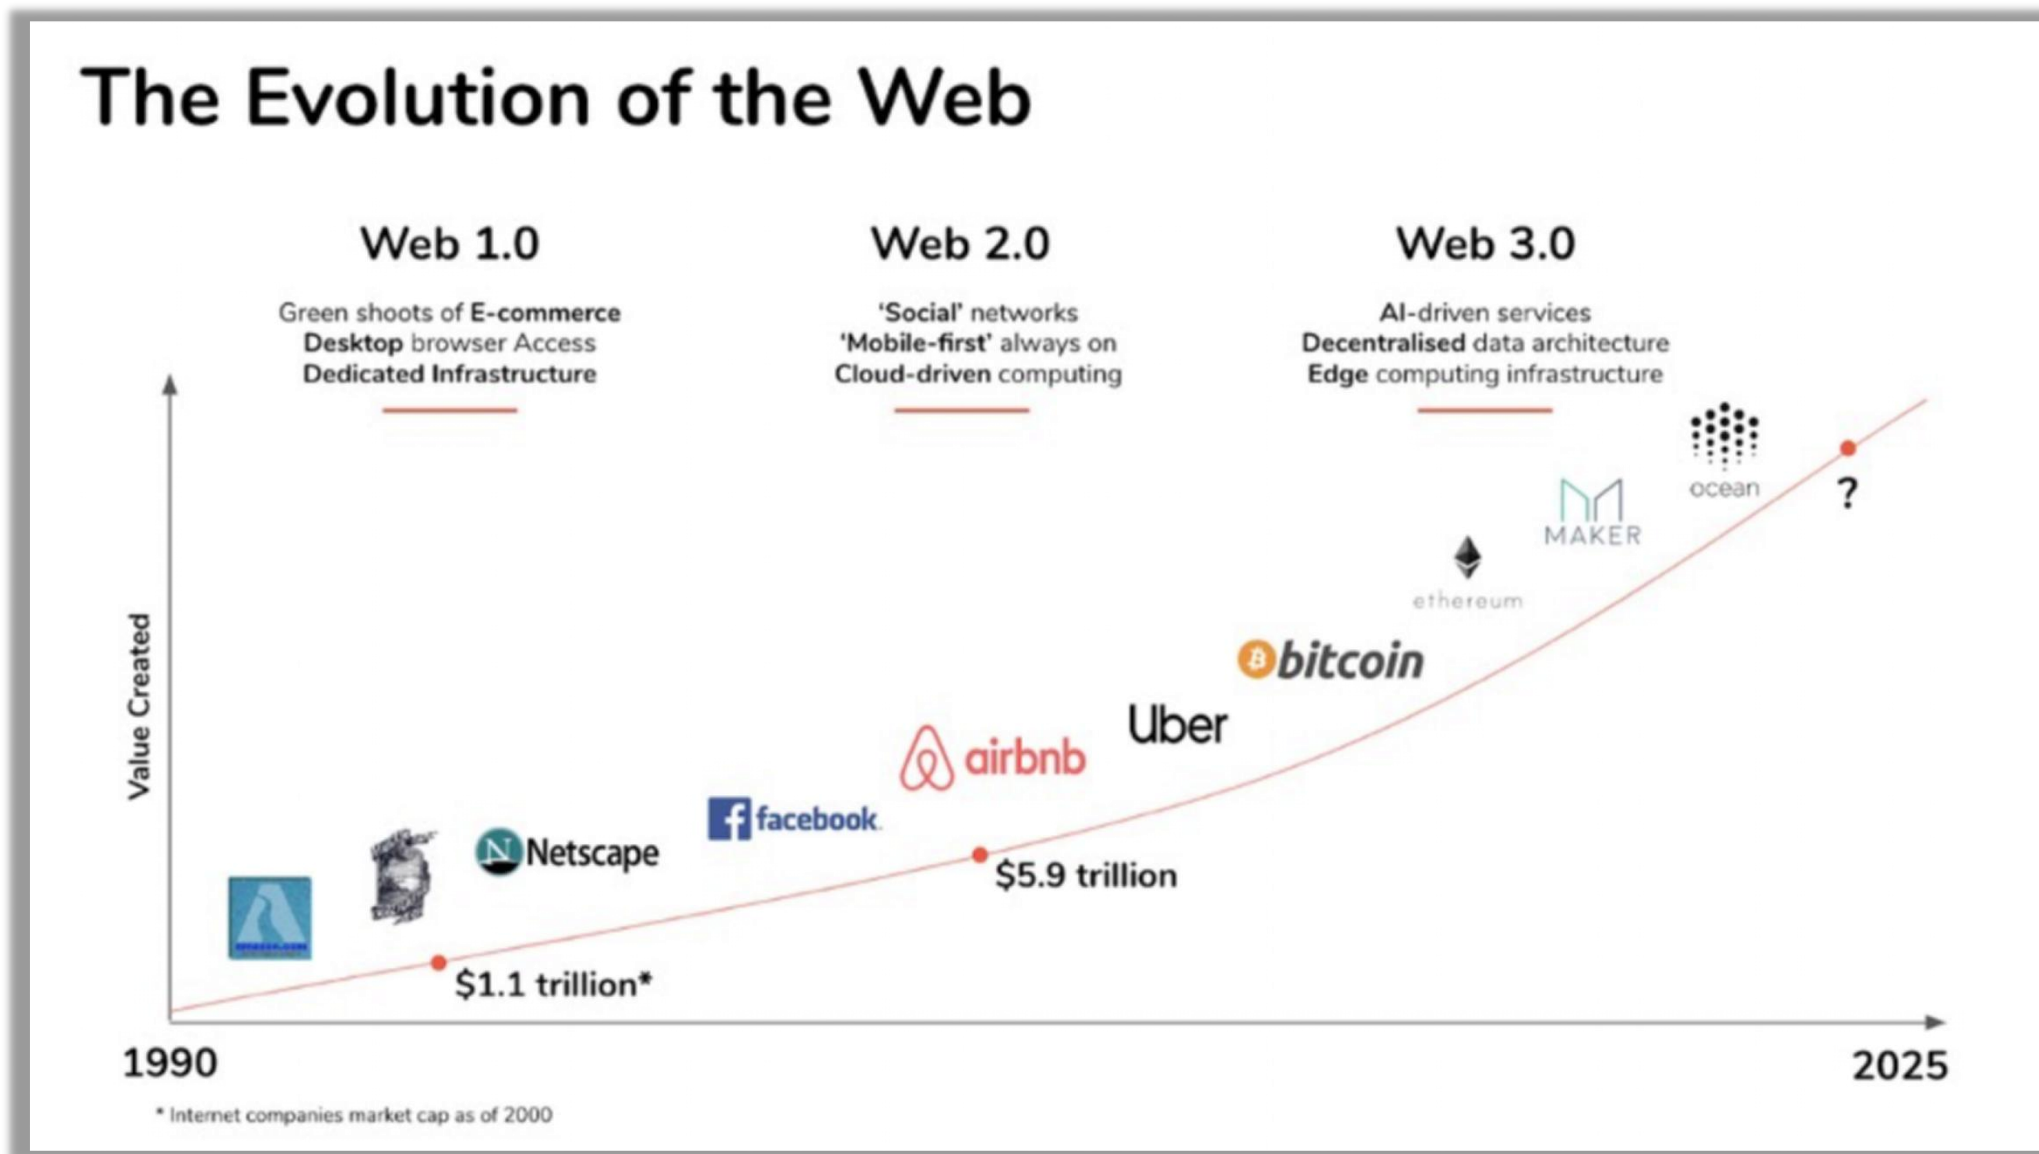 The Evolution of the Web
Web 1.0
Green shoots of E-commerce
Desktop browser Access
Dedicated Infrastructure
Web 2.0
‘Social’ networks
‘Mobile-first’ always on
Cloud-driven computing
Web 3.0
AI-driven services
Decentralised data architecture
Edge computing infrastructure
Value Created
Netscape
facebook.
airbnb
Uber
bitcoin
ethereum
MAKER
ocean
?
$5.9 trillion
$1.1 trillion*
1990
2025
* Internet companies market cap as of 2000